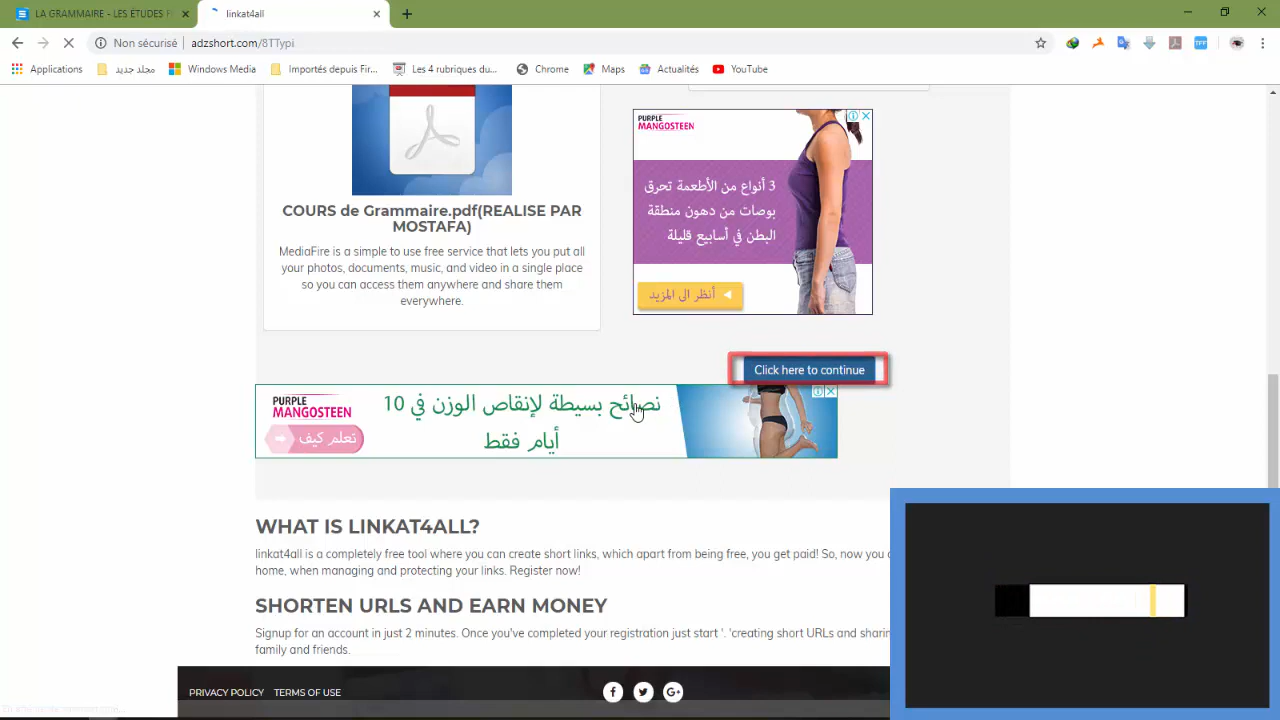 LA GRAMMAIRE - LES ÉTUDES F
linkat4all
Non sécurisé
adzshort.com/8TTypi
Applications
مجلد جديد
Windows Media
Importés depuis Fir...
Les 4 rubriques du...
Chrome
Maps
Actualités
YouTube
COURS de Grammaire.pdf(REALISE PAR
MOSTAFA)
MediaFire is a simple to use free service that lets you put all
your photos, documents, music, and video in a single place
so you can access them anywhere and share them
everywhere.
PURPLE
MANGOSTEEN
3 أنواع من الأطعمة تحرق
بوصات من دهون منطقة
البطن في أسابيع قليلة
أنظر الى المزيد
Click here to continue
PURPLE
MANGOSTEEN
نصائح بسيطة لإنقاص الوزن في 10
أيام فقط
تعلم كيف
WHAT IS LINKAT4ALL?
linkat4all is a completely free tool where you can create short links, which apart from being free, you get paid! So, now you
home, when managing and protecting your links. Register now!
SHORTEN URLS AND EARN MONEY
Signup for an account in just 2 minutes. Once you've completed your registration just start '. 'creating short URLs and sharin
family and friends.
PRIVACY POLICY
TERMS OF USE